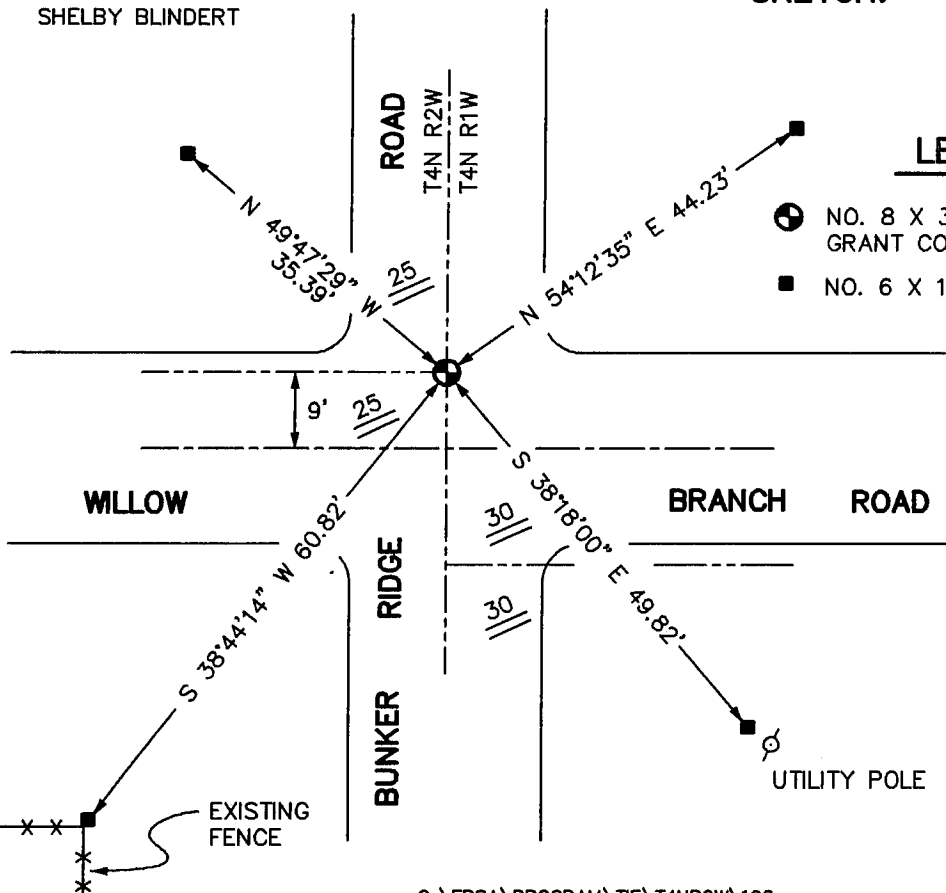 SHELBY BLINDERT
ROAD
T4N R2W
T4N R1W
N 49°47'29" W
35.39'
N 54°12'35" E 44.23'
NO. 8 X 3
GRANT CO
NO. 6 X 1
25
9'
25
WILLOW
BRANCH ROAD
S 38°44'14" W 60.82'
S 38°18'00" E 49.82'
30
30
BUNKER RIDGE
UTILITY POLE
EXISTING
FENCE